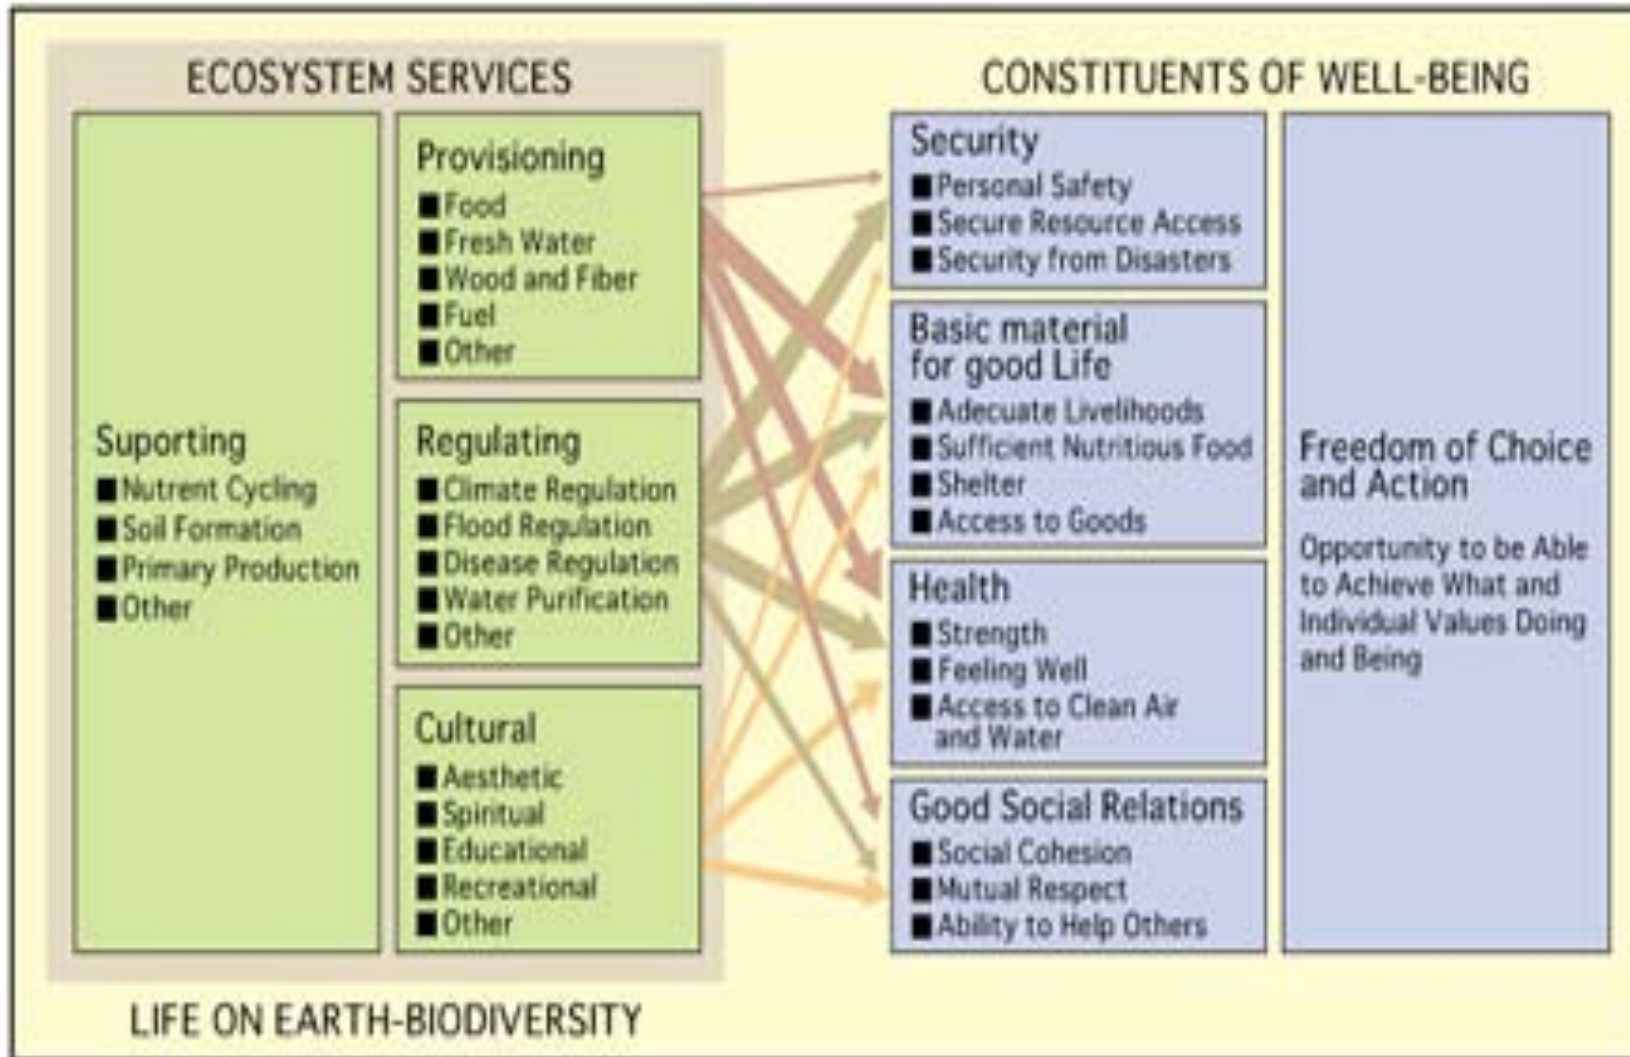 ECOSYSTEM SERVICES
Suporting
Nutrent Cycling
Soil Formation
Primary Production
Other
Provisioning
Food
Fresh Water
Wood and Fiber
Fuel
Other
Regulating
Climate Regulation
Flood Regulation
Disease Regulation
Water Purification
Other
Cultural
Aesthetic
Spiritual
Educational
Recreational
Other
LIFE ON EARTH-BIODIVERSITY
CONSTITUENTS OF WELL-BEING
Security
Personal Safety
Secure Resource Access
Security from Disasters
Basic material
for good Life
Adequate Livelihoods
Sufficient Nutritious Food
Shelter
Access to Goods
Health
Strength
Feeling Well
Access to Clean Air
and Water
Good Social Relations
Social Cohesion
Mutual Respect
Ability to Help Others
Freedom of Choice
and Action
Opportunity to be Able
to Achieve What and
Individual Values Doing
and Being